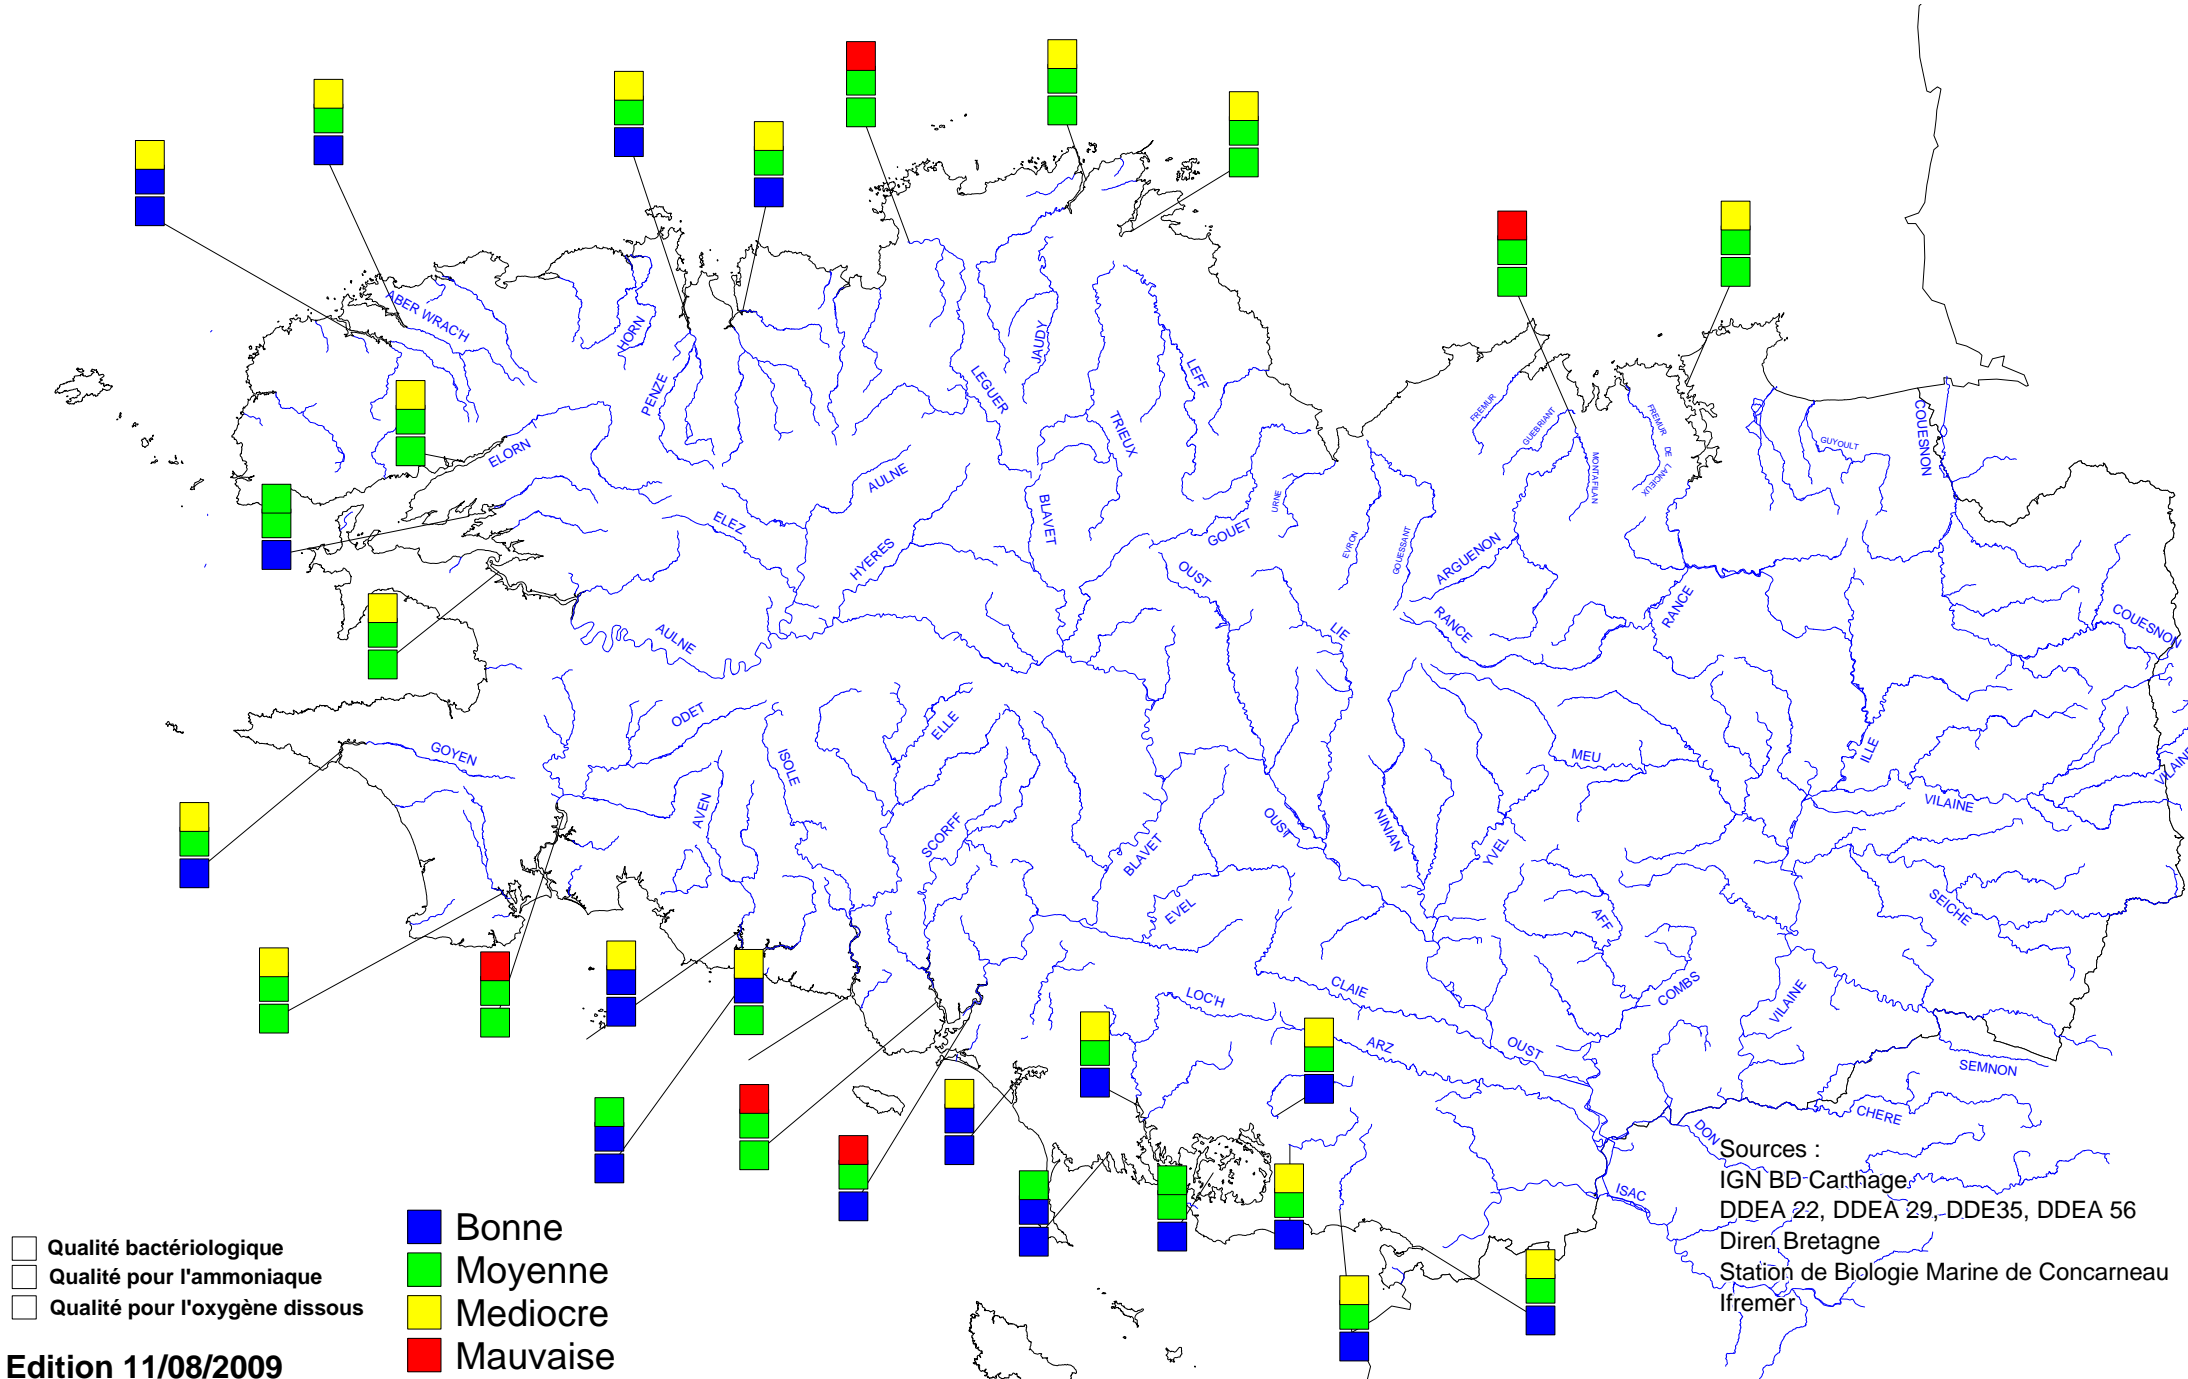 ABER WRAC'H
HORN
PENZE
JAUDY
LEGUER
LEFF
TRIEUX
ELORN
AULNE
ELEZ
HYERES
BLAVET
GOUET
URNE
EVRON
GOUESSANT
FREMUR
GUEBRIANT
MONTAFILAN
FREMUR DE LANCIEUX
GUYOULT
COUESNON
ARGUENON
OUST
LIE
RANCE
RANCE
COUESNON
AULNE
ODET
ELLE
GOYEN
ISOLE
AVEN
SCORFF
BLAVET
EVEL
OUST
NINIAN
YVEL
MEU
ILLE
VILAINE
VILAINE
SEICHE
AFF
COMBS
VILAINE
LOC'H
CLAIE
ARZ
OUST
SEMNON
CHERE
DON
ISAC
Sources :
IGN BD Carthage
DDEA 22, DDEA 29, DDE35, DDEA 56
Diren Bretagne
Station de Biologie Marine de Concarneau
Ifremer
Qualité bactériologique
Qualité pour l'ammoniaque
Qualité pour l'oxygène dissous
Bonne
Moyenne
Mediocre
Mauvaise
Edition 11/08/2009